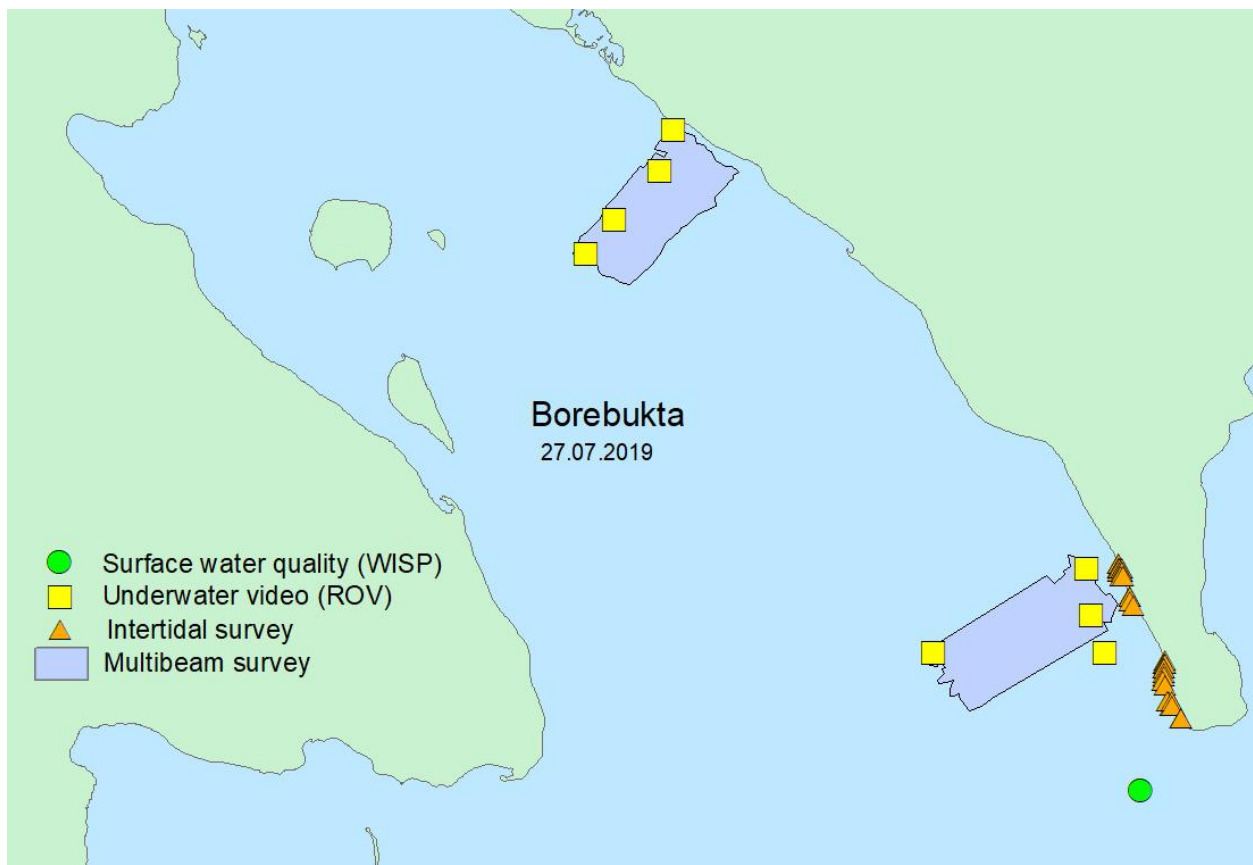 Borebukta
27.07.2019
Surface water quality (WISP)
Underwater video (ROV)
Intertidal survey
Multibeam survey